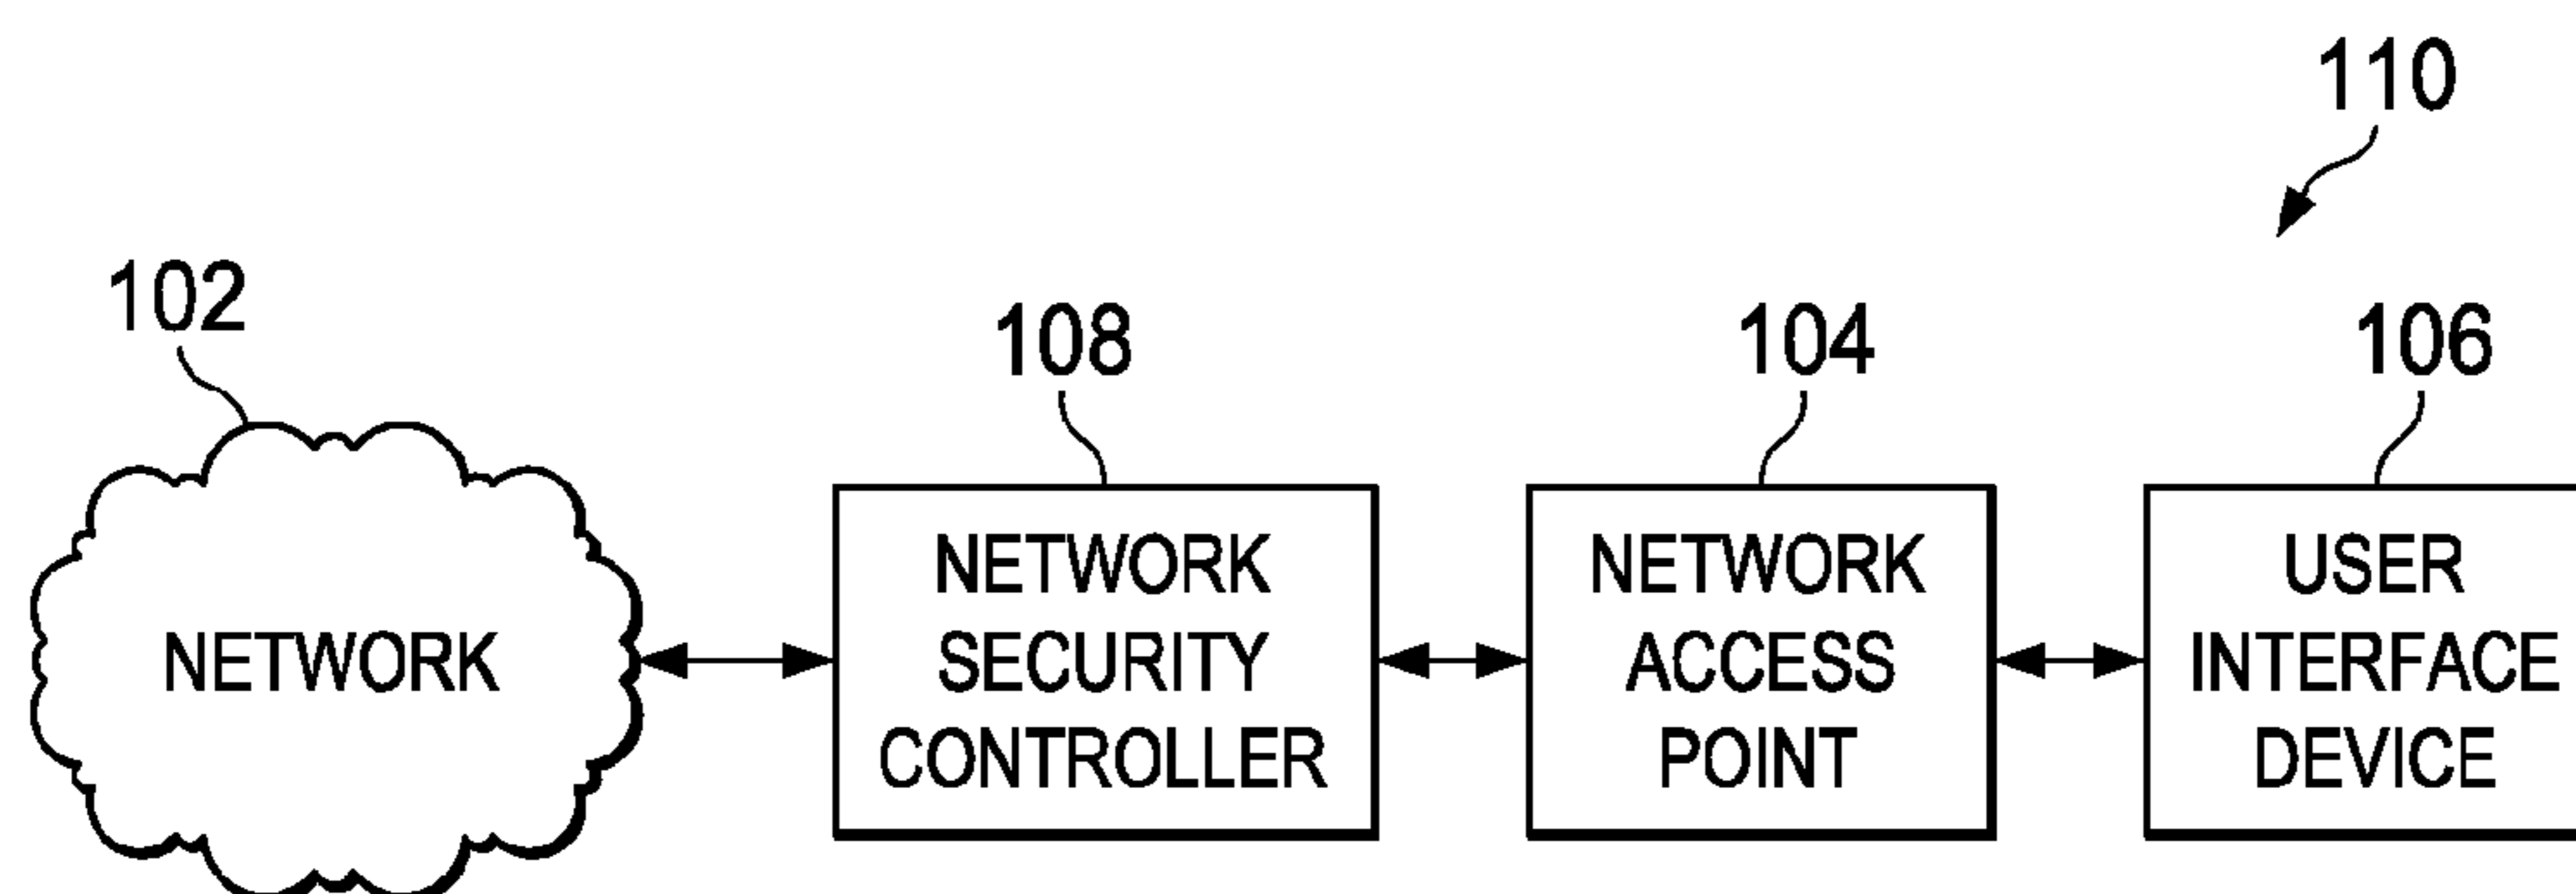 110
102
108
104
106
NETWORK
NETWORK
SECURITY
CONTROLLER
NETWORK
ACCESS
POINT
USER
INTERFACE
DEVICE